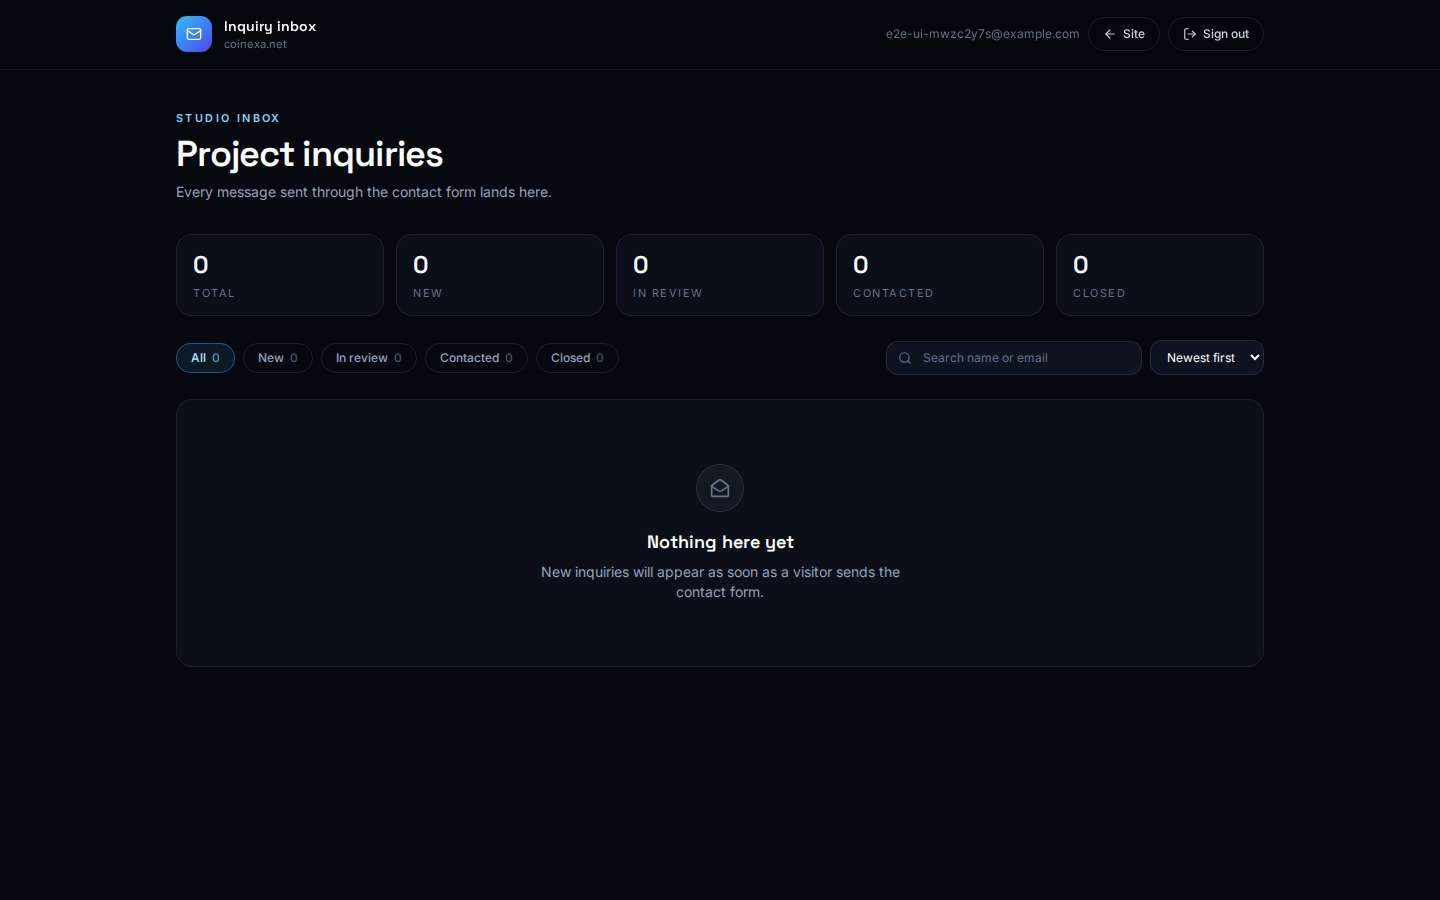 Inquiry inbox
coinexa.net
e2e-ui-mwzc2y7s@example.com
Site
Sign out
STUDIO INBOX
Project inquiries
Every message sent through the contact form lands here.
0
TOTAL
0
NEW
0
IN REVIEW
0
CONTACTED
0
CLOSED
All 0
New 0
In review 0
Contacted 0
Closed 0
Search name or email
Newest first
Nothing here yet
New inquiries will appear as soon as a visitor sends the
contact form.